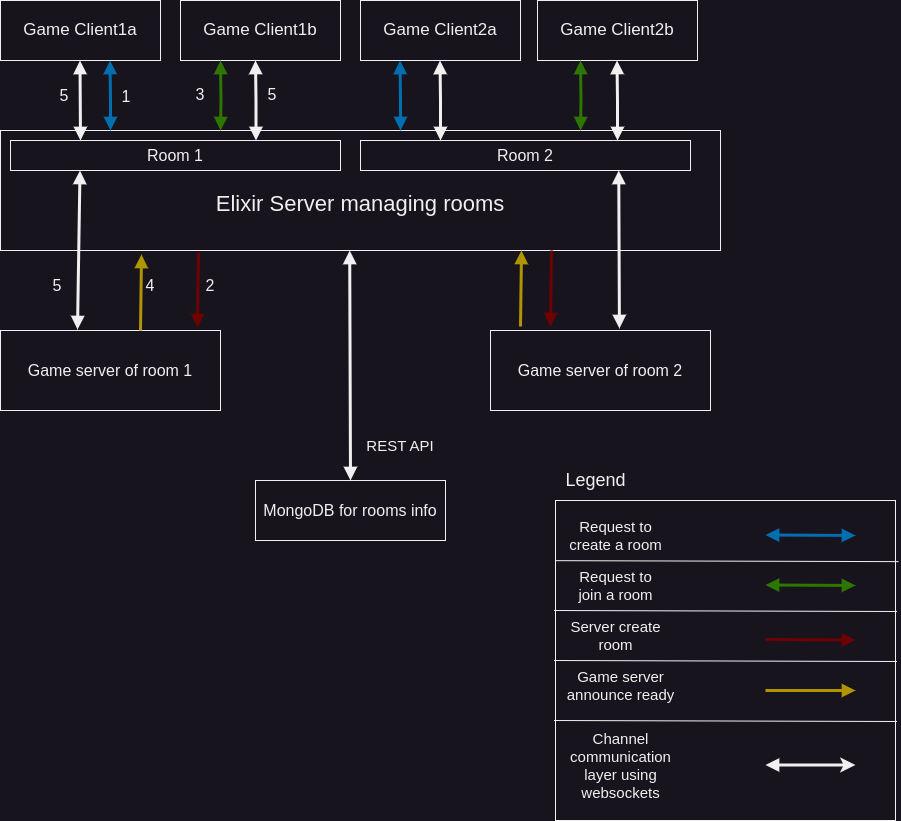 Game Client1a
Game Client1b
Game Client2a
Game Client2b
5
1
3
5
Room 1
Room 2
Elixir Server managing rooms
5
4
2
Game server of room 1
Game server of room 2
REST API
MongoDB for rooms info
Legend
Request to
create a room
Request to
join a room
Server create
room
Game server
announce ready
Channel
communication
layer using
websockets